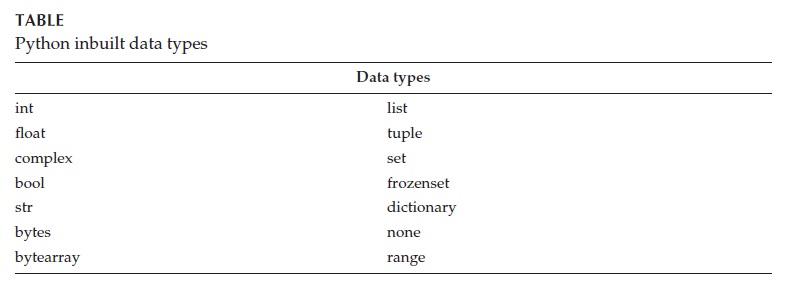 TABLE
Python inbuilt data types
Data types
int list
float tuple
complex set
bool frozenset
str dictionary
bytes none
bytearray range